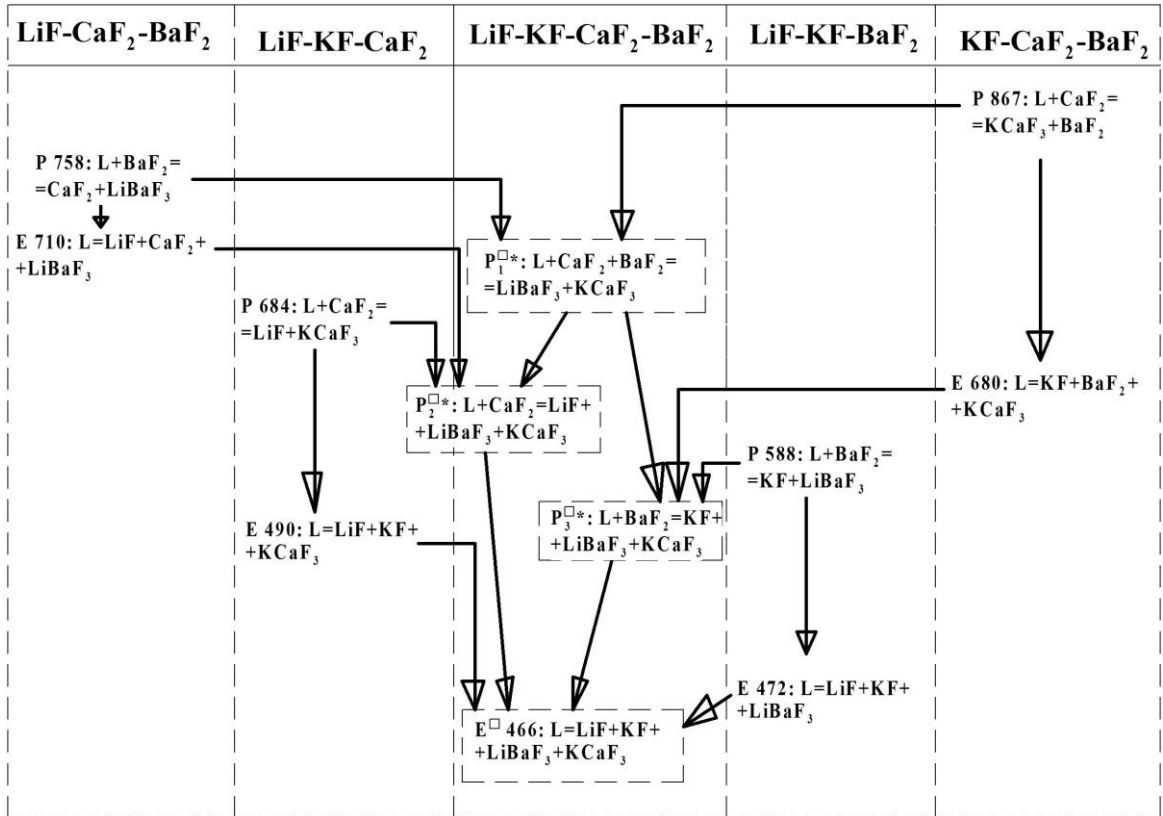 LiF-CaF₂-BaF₂
LiF-KF-CaF₂
LiF-KF-CaF₂-BaF₂
LiF-KF-BaF₂
KF-CaF₂-BaF₂
P 867: L+CaF₂=
=KCaF₃+BaF₂
P 758: L+BaF₂=
=CaF₂+LiBaF₃
E 710: L=LiF+CaF₂+
+LiBaF₃
P₁□*: L+CaF₂+BaF₂=
=LiBaF₃+KCaF₃
P 684: L+CaF₂=
=LiF+KCaF₃
P₂□*: L+CaF₂=LiF+
+LiBaF₃+KCaF₃
E 680: L=KF+BaF₂+
+KCaF₃
P 588: L+BaF₂=
=KF+LiBaF₃
E 490: L=LiF+KF+
+KCaF₃
P₃□*: L+BaF₂=KF+
+LiBaF₃+KCaF₃
E 472: L=LiF+KF+
+LiBaF₃
E□ 466: L=LiF+KF+
+LiBaF₃+KCaF₃